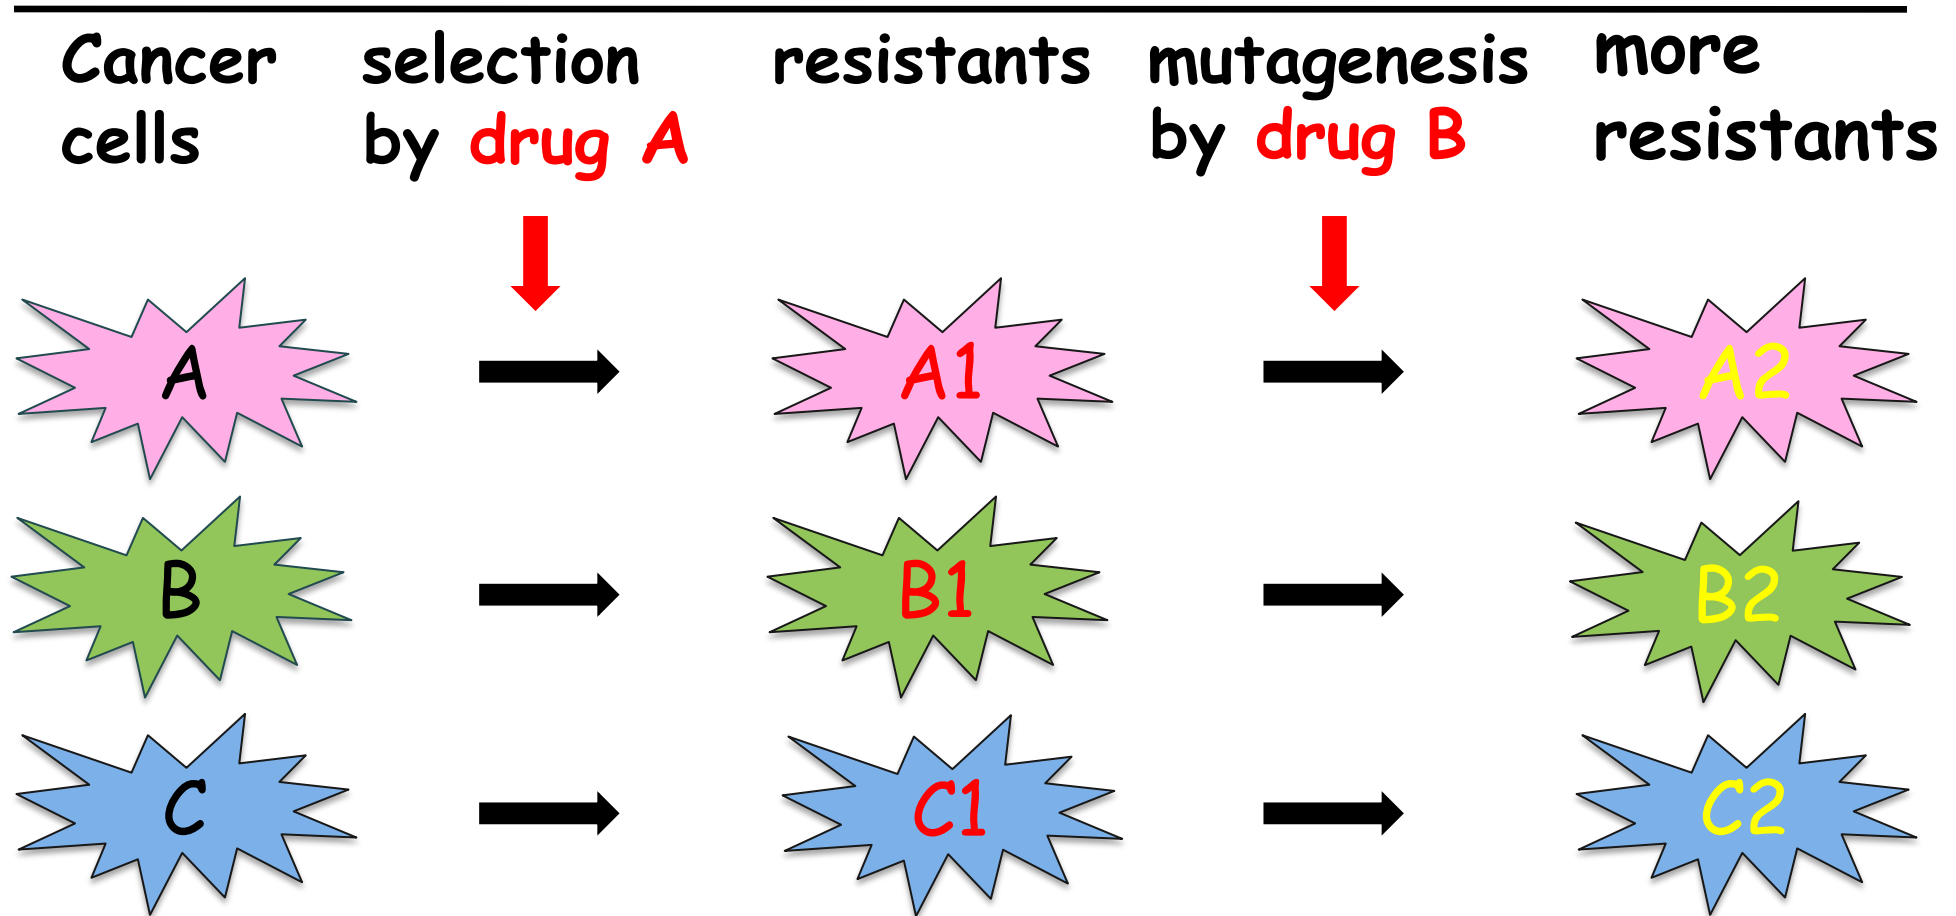 Cancer
cells
selection
by drug A
resistants
mutagenesis
by drug B
more
resistants
A
A1
A2
B
B1
B2
C
C1
C2